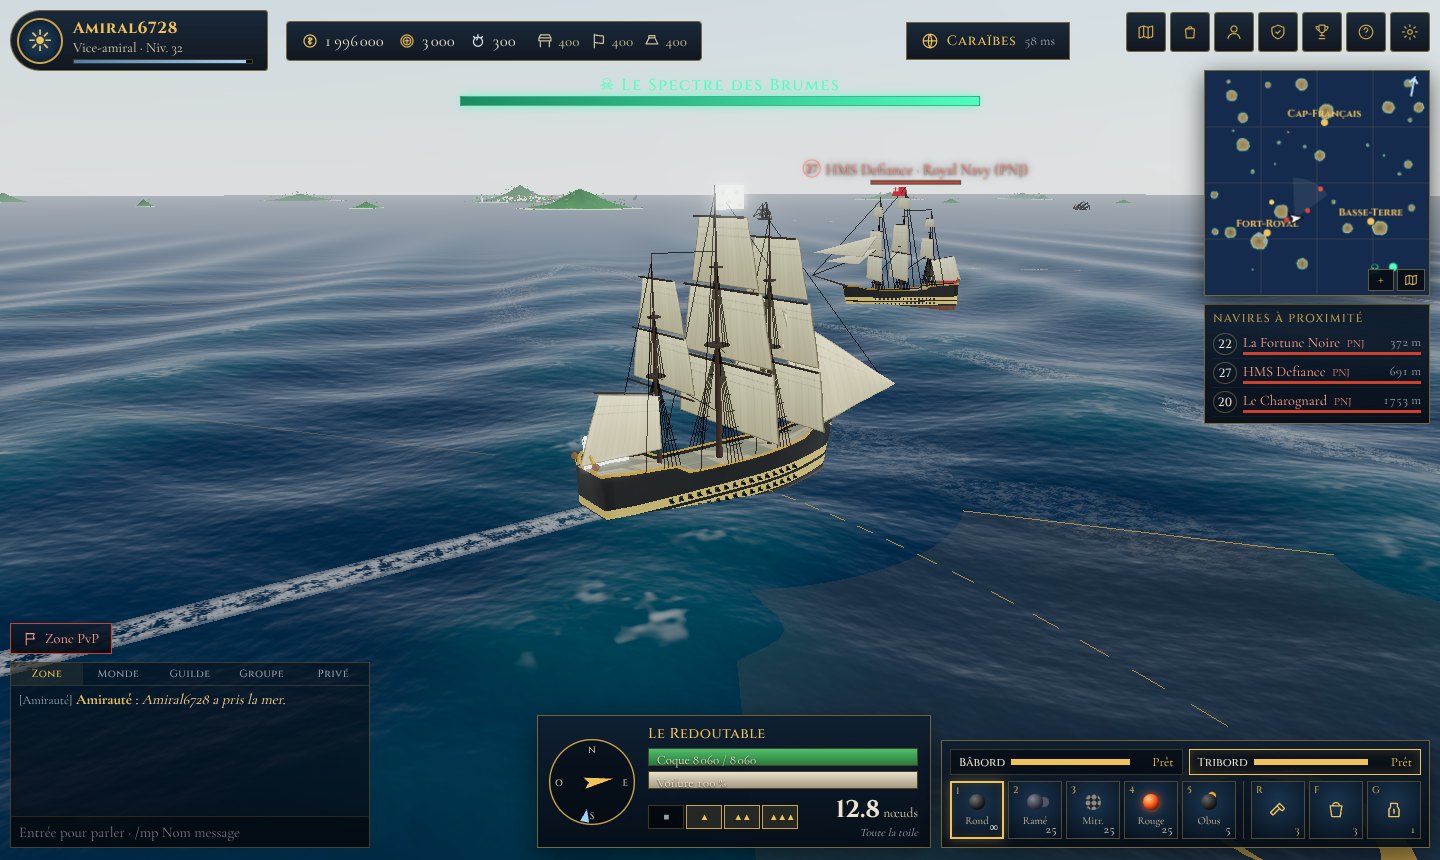 Amiral6728
Vice-amiral · Niv. 32
1 996 000 3 000 300 400 400 400
Caraïbes 58 ms
Le Spectre des Brumes
27 HMS Defiance · Royal Navy (PNJ)
Cap-Français
Fort-Royal
Basse-Terre
+
Navires à proximité
22 La Fortune Noire PNJ 372 m
27 HMS Defiance PNJ 691 m
20 Le Charognard PNJ 1 753 m
Zone PvP
Zone Monde Guilde Groupe Privé
[Amirauté] Amirauté : Amiral6728 a pris la mer.
Entrée pour parler · /mp Nom message
N
O E
S
Le Redoutable
Coque 8 060 / 8 060
Voilure 100 %
12.8 nœuds
Toute la toile
Bâbord Prêt
Tribord Prêt
1 Rond ∞
2 Ramé 25
3 Mitr. 25
4 Rouge 25
5 Obus 5
R 3
F 3
G 1